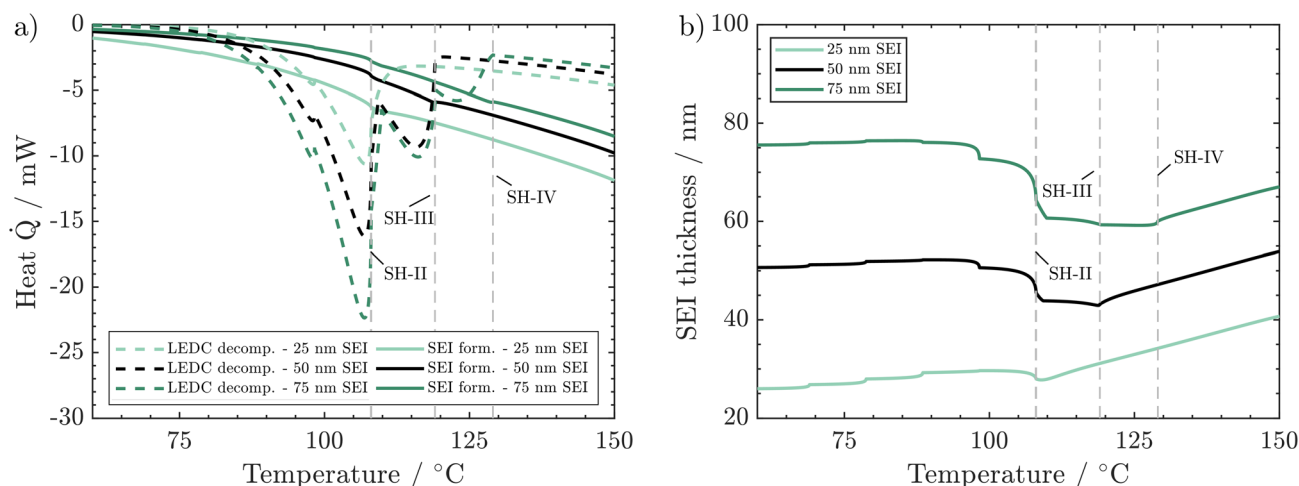 a)
0
-5
-10
-15
-20
-25
-30
Heat Q̇ / mW
SH-III
SH-IV
SH-II
LEDC decomp. - 25 nm SEI
LEDC decomp. - 50 nm SEI
LEDC decomp. - 75 nm SEI
SEI form. - 25 nm SEI
SEI form. - 50 nm SEI
SEI form. - 75 nm SEI
75
100
125
150
Temperature / °C
b)
100
80
60
40
20
SEI thickness / nm
25 nm SEI
50 nm SEI
75 nm SEI
SH-III
SH-IV
SH-II
75
100
125
150
Temperature / °C